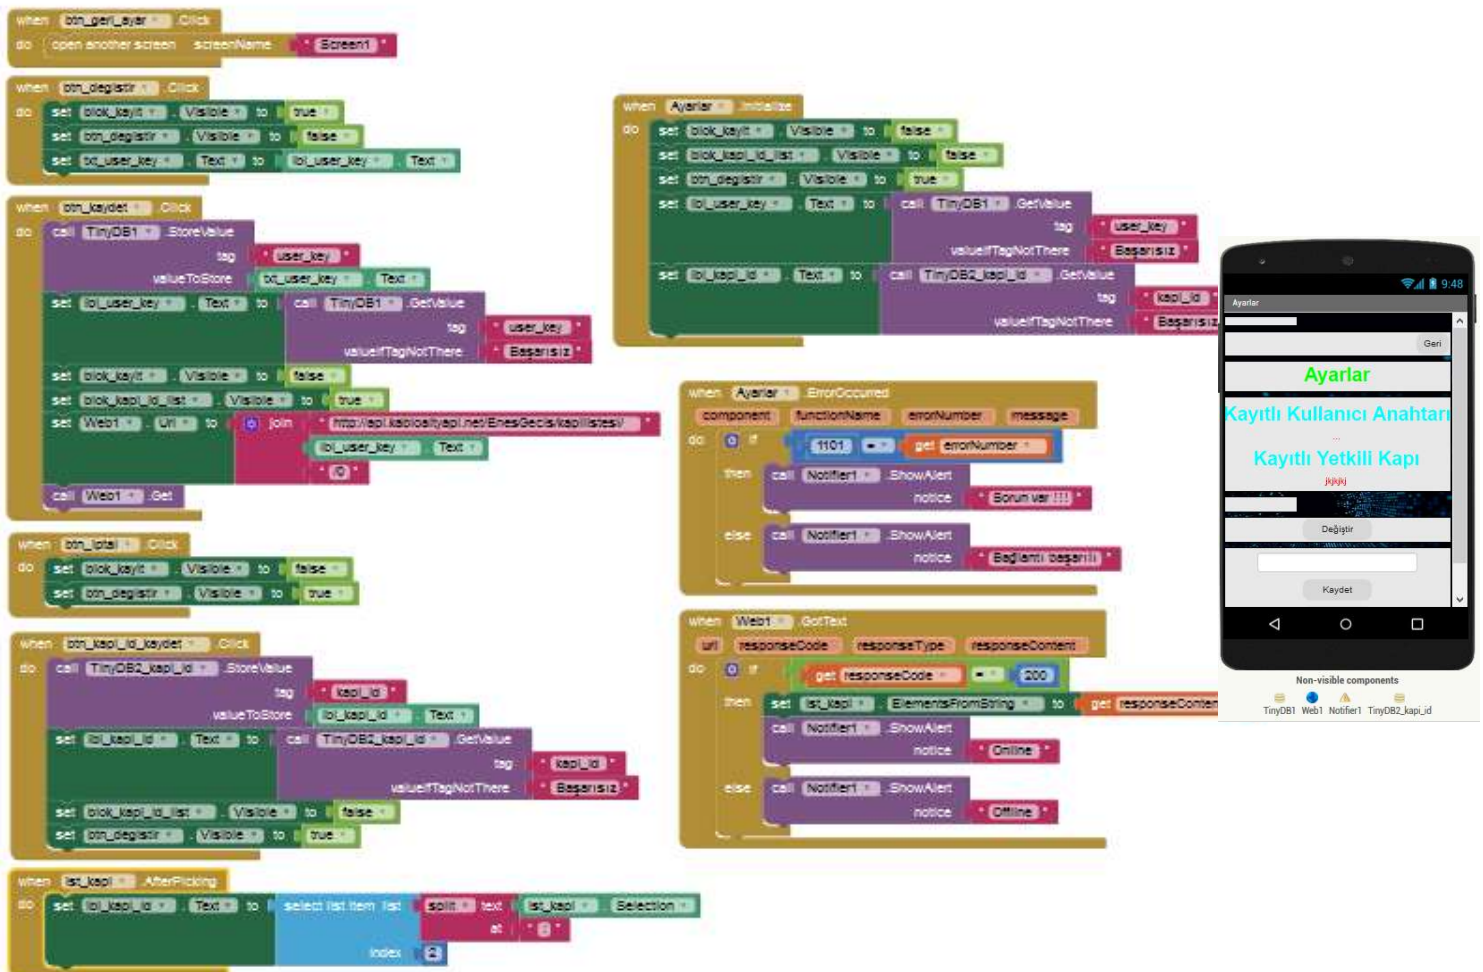 when btn_geri_ayar .Click
do open another screen screenName " Screen1 "
when btn_degistir .Click
do set blok_kayit . Visible to true
set btn_degistir . Visible to false
set txt_user_key . Text to lbl_user_key . Text
when btn_kaydet .Click
do call TinyDB1 .StoreValue
tag " user_key "
valueToStore txt_user_key . Text
set lbl_user_key . Text to call TinyDB1 .GetValue
tag " user_key "
valueIfTagNotThere " Başarısız "
set blok_kayit . Visible to false
set blok_kapi_id_list . Visible to true
set Web1 . Url to join " http://api.kabloaltyapi.net/EnesGecis/kapilistesi/ "
lbl_user_key . Text
" /0 "
call Web1 .Get
when btn_iptal .Click
do set blok_kayit . Visible to false
set btn_degistir . Visible to true
when btn_kapi_id_kaydet .Click
do call TinyDB2_kapi_id .StoreValue
tag " kapi_id "
valueToStore lbl_kapi_id . Text
set lbl_kapi_id . Text to call TinyDB2_kapi_id .GetValue
tag " kapi_id "
valueIfTagNotThere " Başarısız "
set blok_kapi_id_list . Visible to false
set btn_degistir . Visible to true
when lst_kapi .AfterPicking
do set lbl_kapi_id . Text to select list item list split text lst_kapi . Selection
at
index 2
when Ayarlar .Initialize
do set blok_kayit . Visible to false
set blok_kapi_id_list . Visible to false
set btn_degistir . Visible to true
set lbl_user_key . Text to call TinyDB1 .GetValue
tag " user_key "
valueIfTagNotThere " Başarısız "
set lbl_kapi_id . Text to call TinyDB2_kapi_id .GetValue
tag " kapi_id "
valueIfTagNotThere " Başarısız
when Ayarlar .ErrorOccurred
component functionName errorNumber message
do if 1101 = get errorNumber
then call Notifier1 .ShowAlert
notice " Sorun var !!! "
else call Notifier1 .ShowAlert
notice " Bağlantı başarılı "
when Web1 .GotText
url responseCode responseType responseContent
do if get responseCode = 200
then set lst_kapi . ElementsFromString to get responseConten
call Notifier1 .ShowAlert
notice " Online "
else call Notifier1 .ShowAlert
notice " Offline "
9:48
Ayarlar
Geri
Ayarlar
Kayıtlı Kullanıcı Anahtarı
...
Kayıtlı Yetkili Kapı
jkjkjkj
Değiştir
Kaydet
Non-visible components
TinyDB1 Web1 Notifier1 TinyDB2_kapi_id